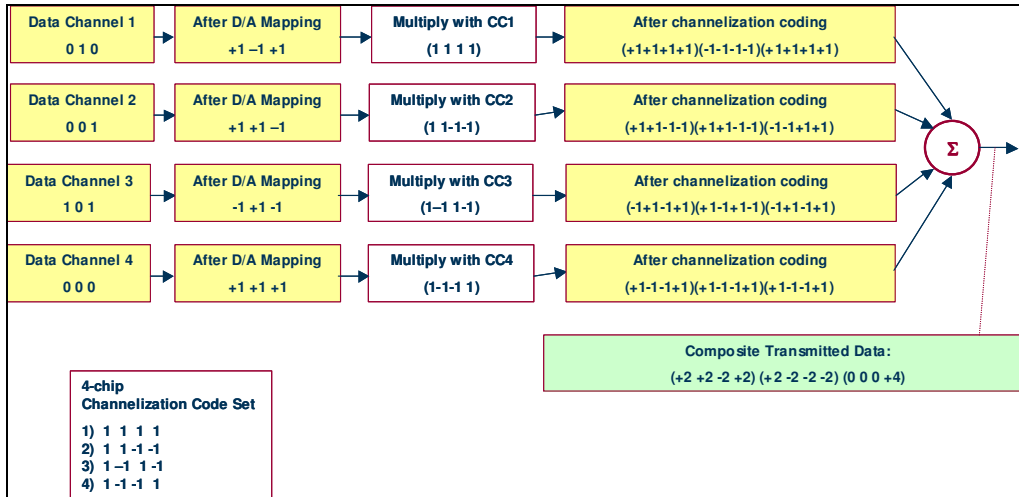 Data Channel 1
0 1 0
After D/A Mapping
+1 –1 +1
Multiply with CC1
(1 1 1 1)
After channelization coding
(+1+1+1+1)(-1-1-1-1)(+1+1+1+1)
Data Channel 2
0 0 1
After D/A Mapping
+1 +1 –1
Multiply with CC2
(1 1-1-1)
After channelization coding
(+1+1-1-1)(+1+1-1-1)(-1-1+1+1)
Σ
Data Channel 3
1 0 1
After D/A Mapping
-1 +1 -1
Multiply with CC3
(1–1 1-1)
After channelization coding
(-1+1-1+1)(+1-1+1-1)(-1+1-1+1)
Data Channel 4
0 0 0
After D/A Mapping
+1 +1 +1
Multiply with CC4
(1-1-1 1)
After channelization coding
(+1-1-1+1)(+1-1-1+1)(+1-1-1+1)
Composite Transmitted Data:
(+2 +2 -2 +2) (+2 -2 -2 -2) (0 0 0 +4)
4-chip
Channelization Code Set
1) 1 1 1 1
2) 1 1 -1 -1
3) 1 –1 1 -1
4) 1 -1 -1 1